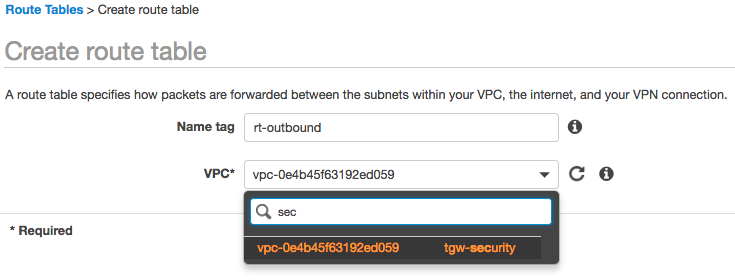 Route Tables > Create route table
Create route table
A route table specifies how packets are forwarded between the subnets within your VPC, the internet, and your VPN connection.
Name tag rt-outbound
VPC* vpc-0e4b45f63192ed059
sec
* Required
vpc-0e4b45f63192ed059 tgw-security